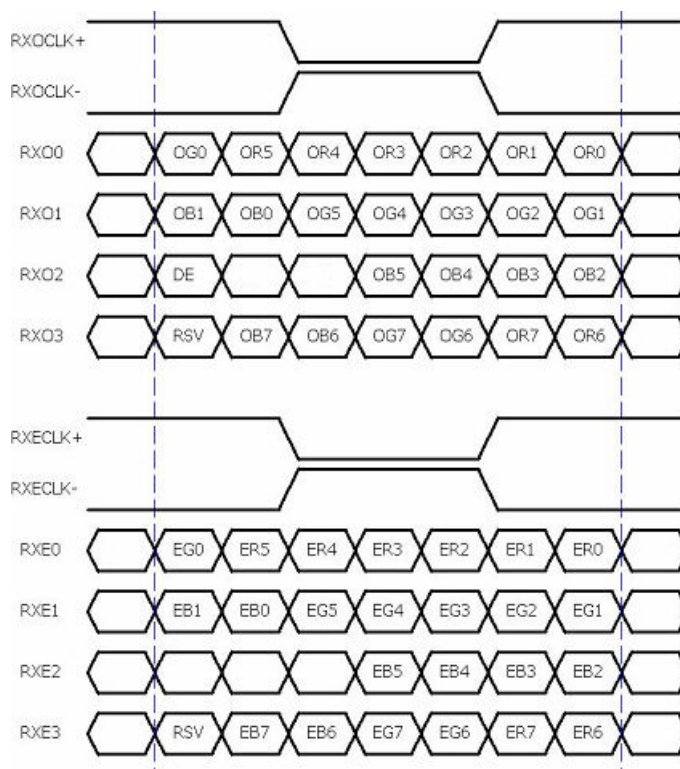 RXOCLK+
RXOCLK-
RXO0 OG0 OR5 OR4 OR3 OR2 OR1 OR0
RXO1 OB1 OB0 OG5 OG4 OG3 OG2 OG1
RXO2 DE OB5 OB4 OB3 OB2
RXO3 RSV OB7 OB6 OG7 OG6 OR7 OR6
RXECLK+
RXECLK-
RXE0 EG0 ER5 ER4 ER3 ER2 ER1 ER0
RXE1 EB1 EB0 EG5 EG4 EG3 EG2 EG1
RXE2 EB5 EB4 EB3 EB2
RXE3 RSV EB7 EB6 EG7 EG6 ER7 ER6